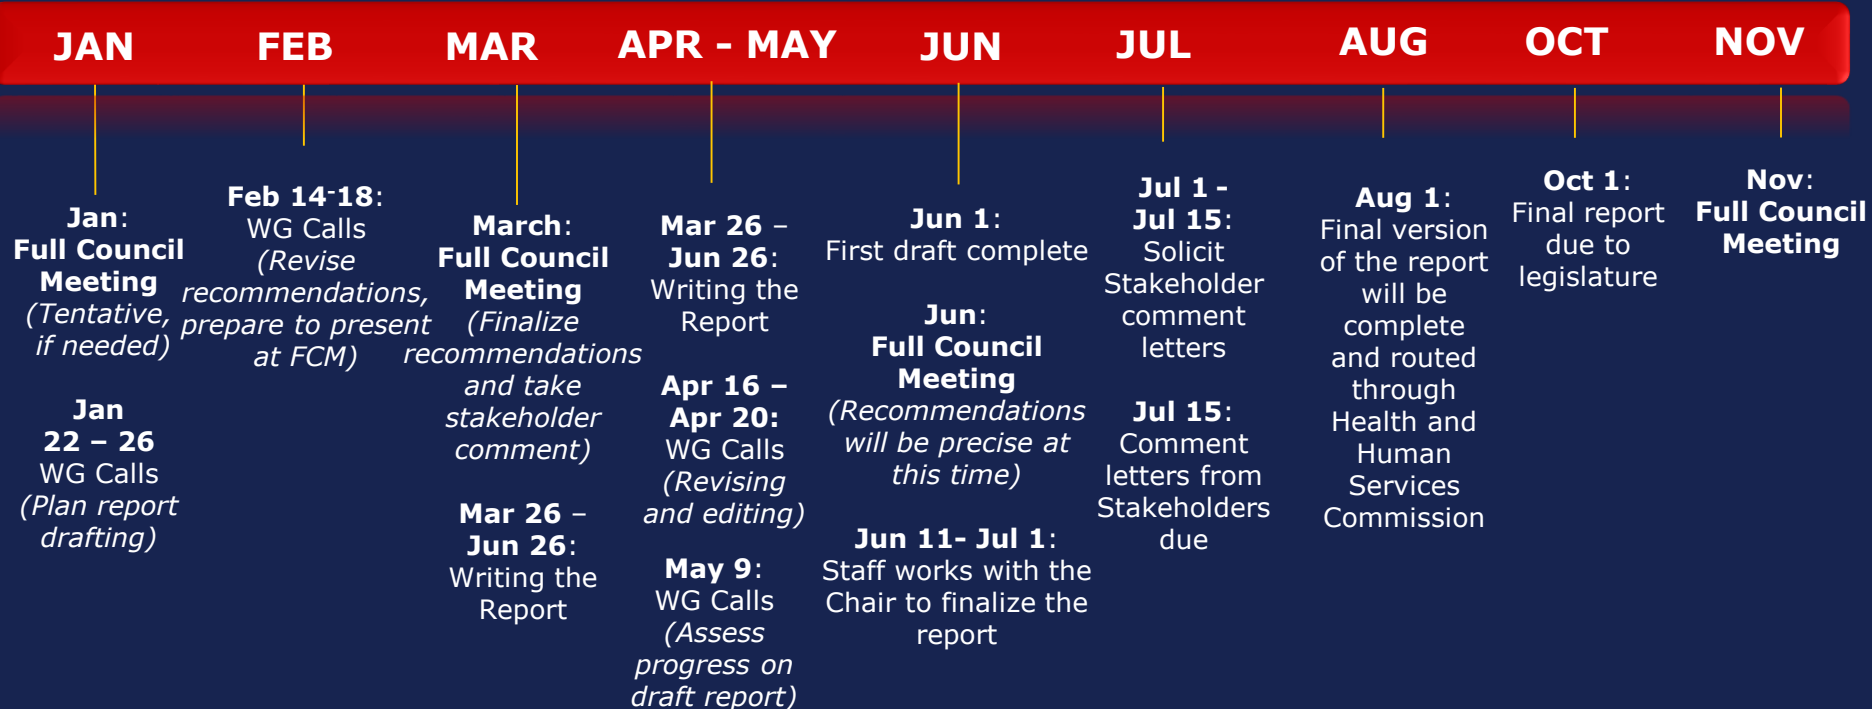 JAN
FEB
MAR
APR - MAY
JUN
JUL
AUG
OCT
NOV
Jan:
Full Council
Meeting
(Tentative,
if needed)
Jan
22 – 26
WG Calls
(Plan report
drafting)
Feb 14-18:
WG Calls
(Revise
recommendations,
prepare to present
at FCM)
March:
Full Council
Meeting
(Finalize
recommendations
and take
stakeholder
comment)
Mar 26 –
Jun 26:
Writing the
Report
Mar 26 –
Jun 26:
Writing the
Report
Apr 16 –
Apr 20:
WG Calls
(Revising
and editing)
May 9:
WG Calls
(Assess
progress on
draft report)
Jun 1:
First draft complete
Jun:
Full Council
Meeting
(Recommendations
will be precise at
this time)
Jun 11- Jul 1:
Staff works with the
Chair to finalize the
report
Jul 1 -
Jul 15:
Solicit
Stakeholder
comment
letters
Jul 15:
Comment
letters from
Stakeholders
due
Aug 1:
Final version
of the report
will be
complete
and routed
through
Health and
Human
Services
Commission
Oct 1:
Final report
due to
legislature
Nov:
Full Council
Meeting